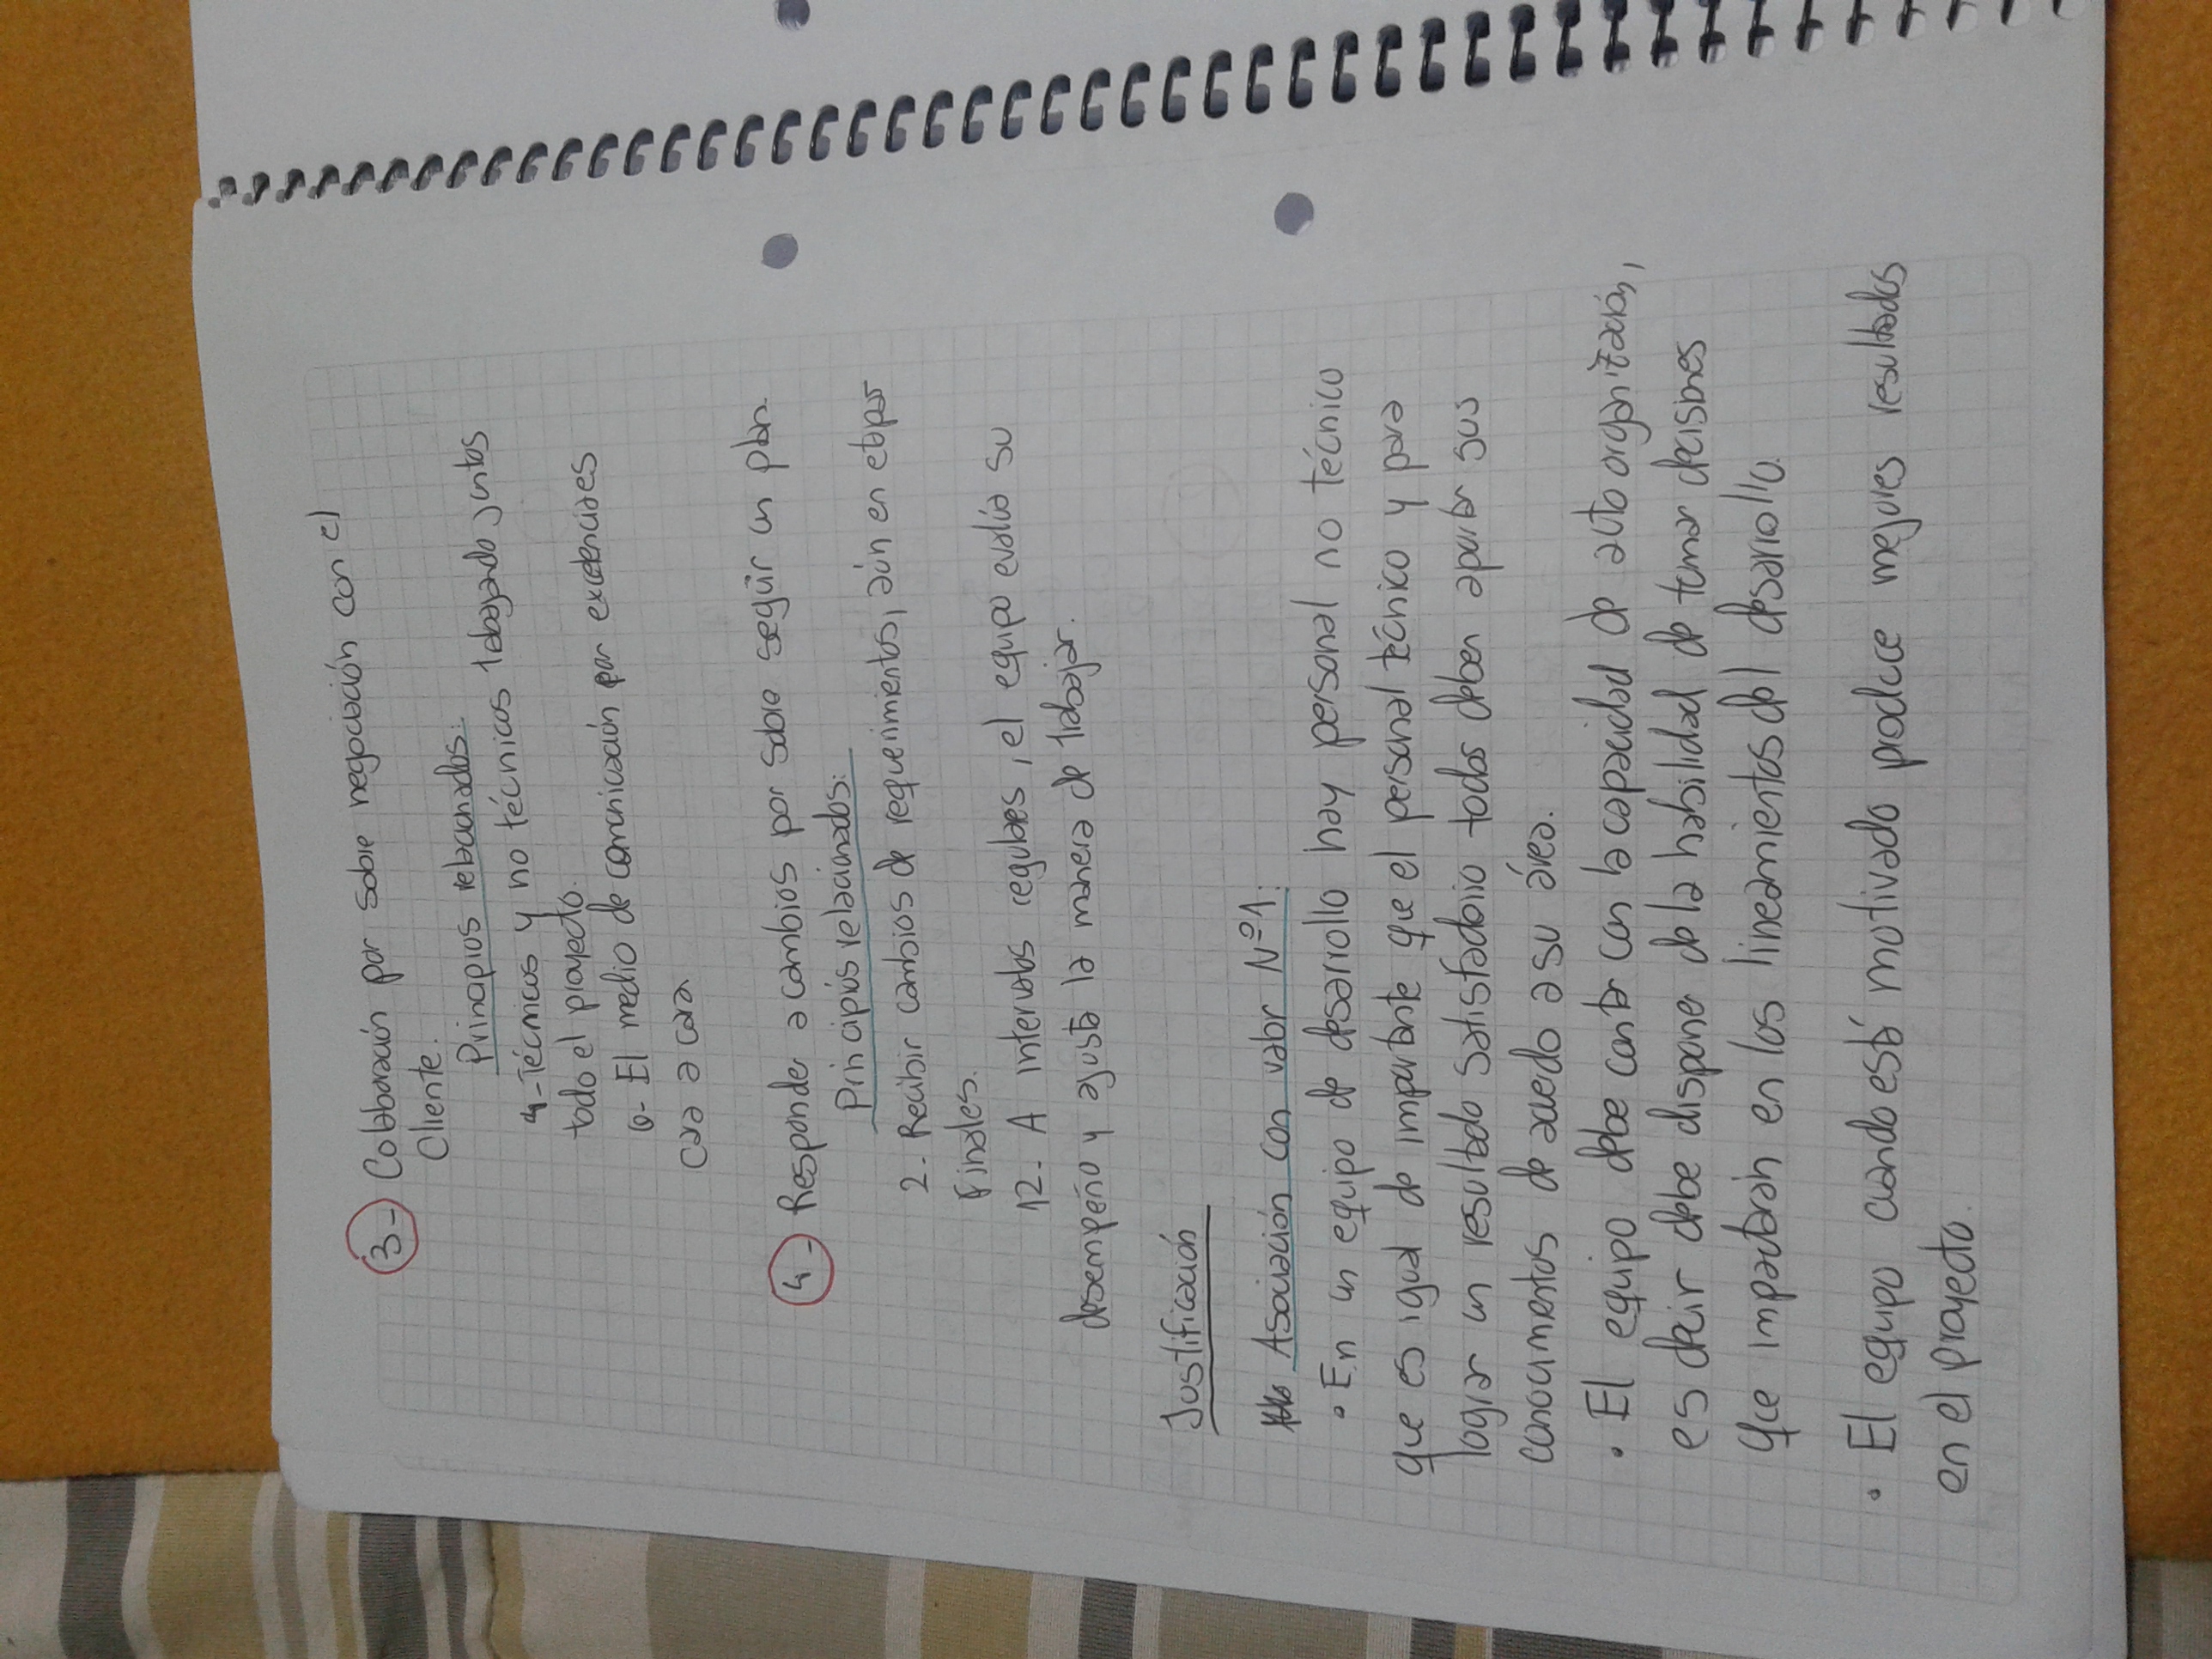 3- Colaboración por sobre negociación con el
Cliente.
Principios relacionados:
4-Técnicos y no técnicos trabajando juntos
todo el proyecto.
6- El medio de comunicación por excelencia es
cara a cara
4- Responder a cambios por sobre seguir un plan.
Principios relacionados:
2. Recibir cambios de requerimientos, aún en etapas
Finales.
12. A intervalos regulares, el equipo evalúa su
desempeño y ajusta la manera de trabajar.
Justificación
Asociación con valor Nº1:
• En un equipo de desarrollo hay personal no técnico
que es igual de importante que el personal técnico y para
lograr un resultado satisfactorio todos deben aportar sus
conocimientos de acuerdo a su área.
• El equipo debe contar con la capacidad de auto organización,
es decir debe disponer de la habilidad de tomar decisiones
que impactarán en los lineamientos del desarrollo.
• El equipo cuando está motivado produce mejores resultados
en el proyecto.